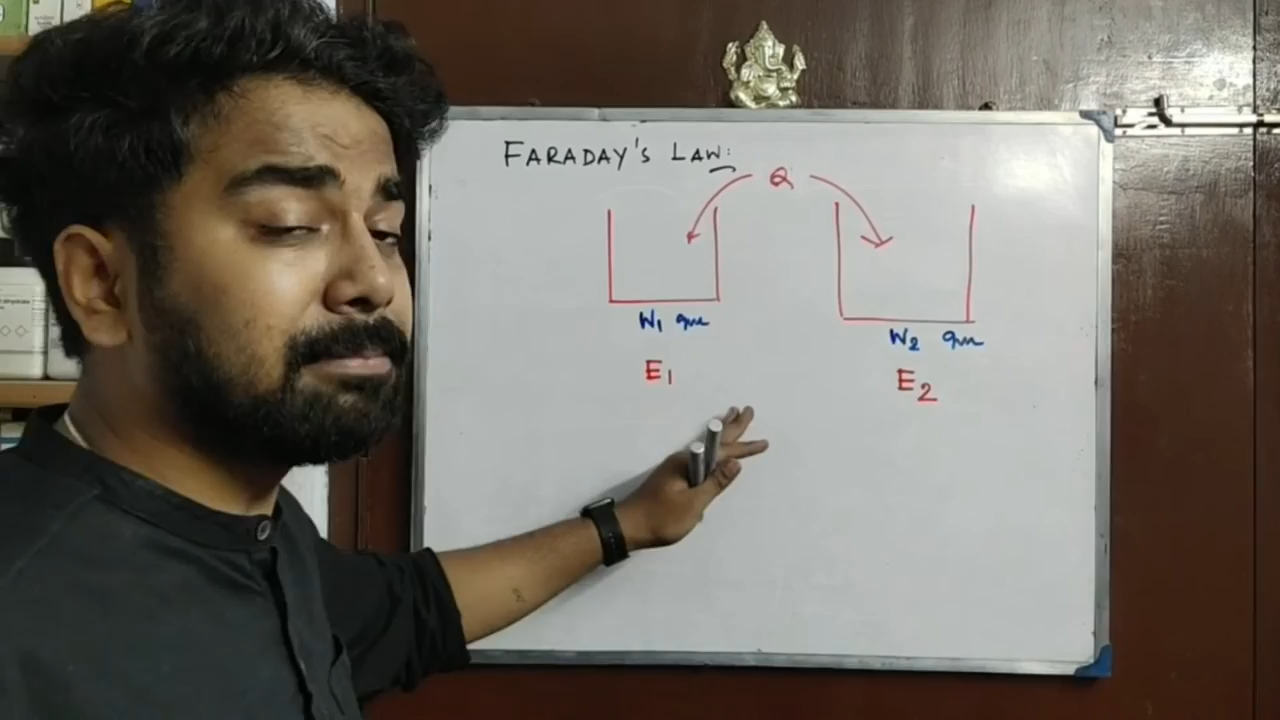 FARADAY'S LAW:
Q
W₁ gm
W₂ gm
E₁
E₂